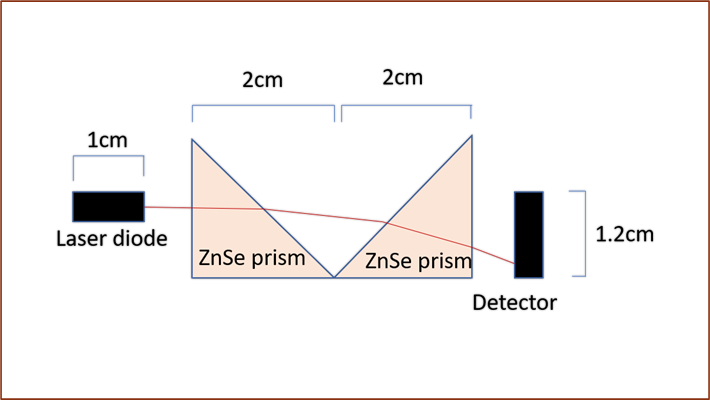 2cm
2cm
1cm
Laser diode
ZnSe prism
ZnSe prism
1.2cm
Detector